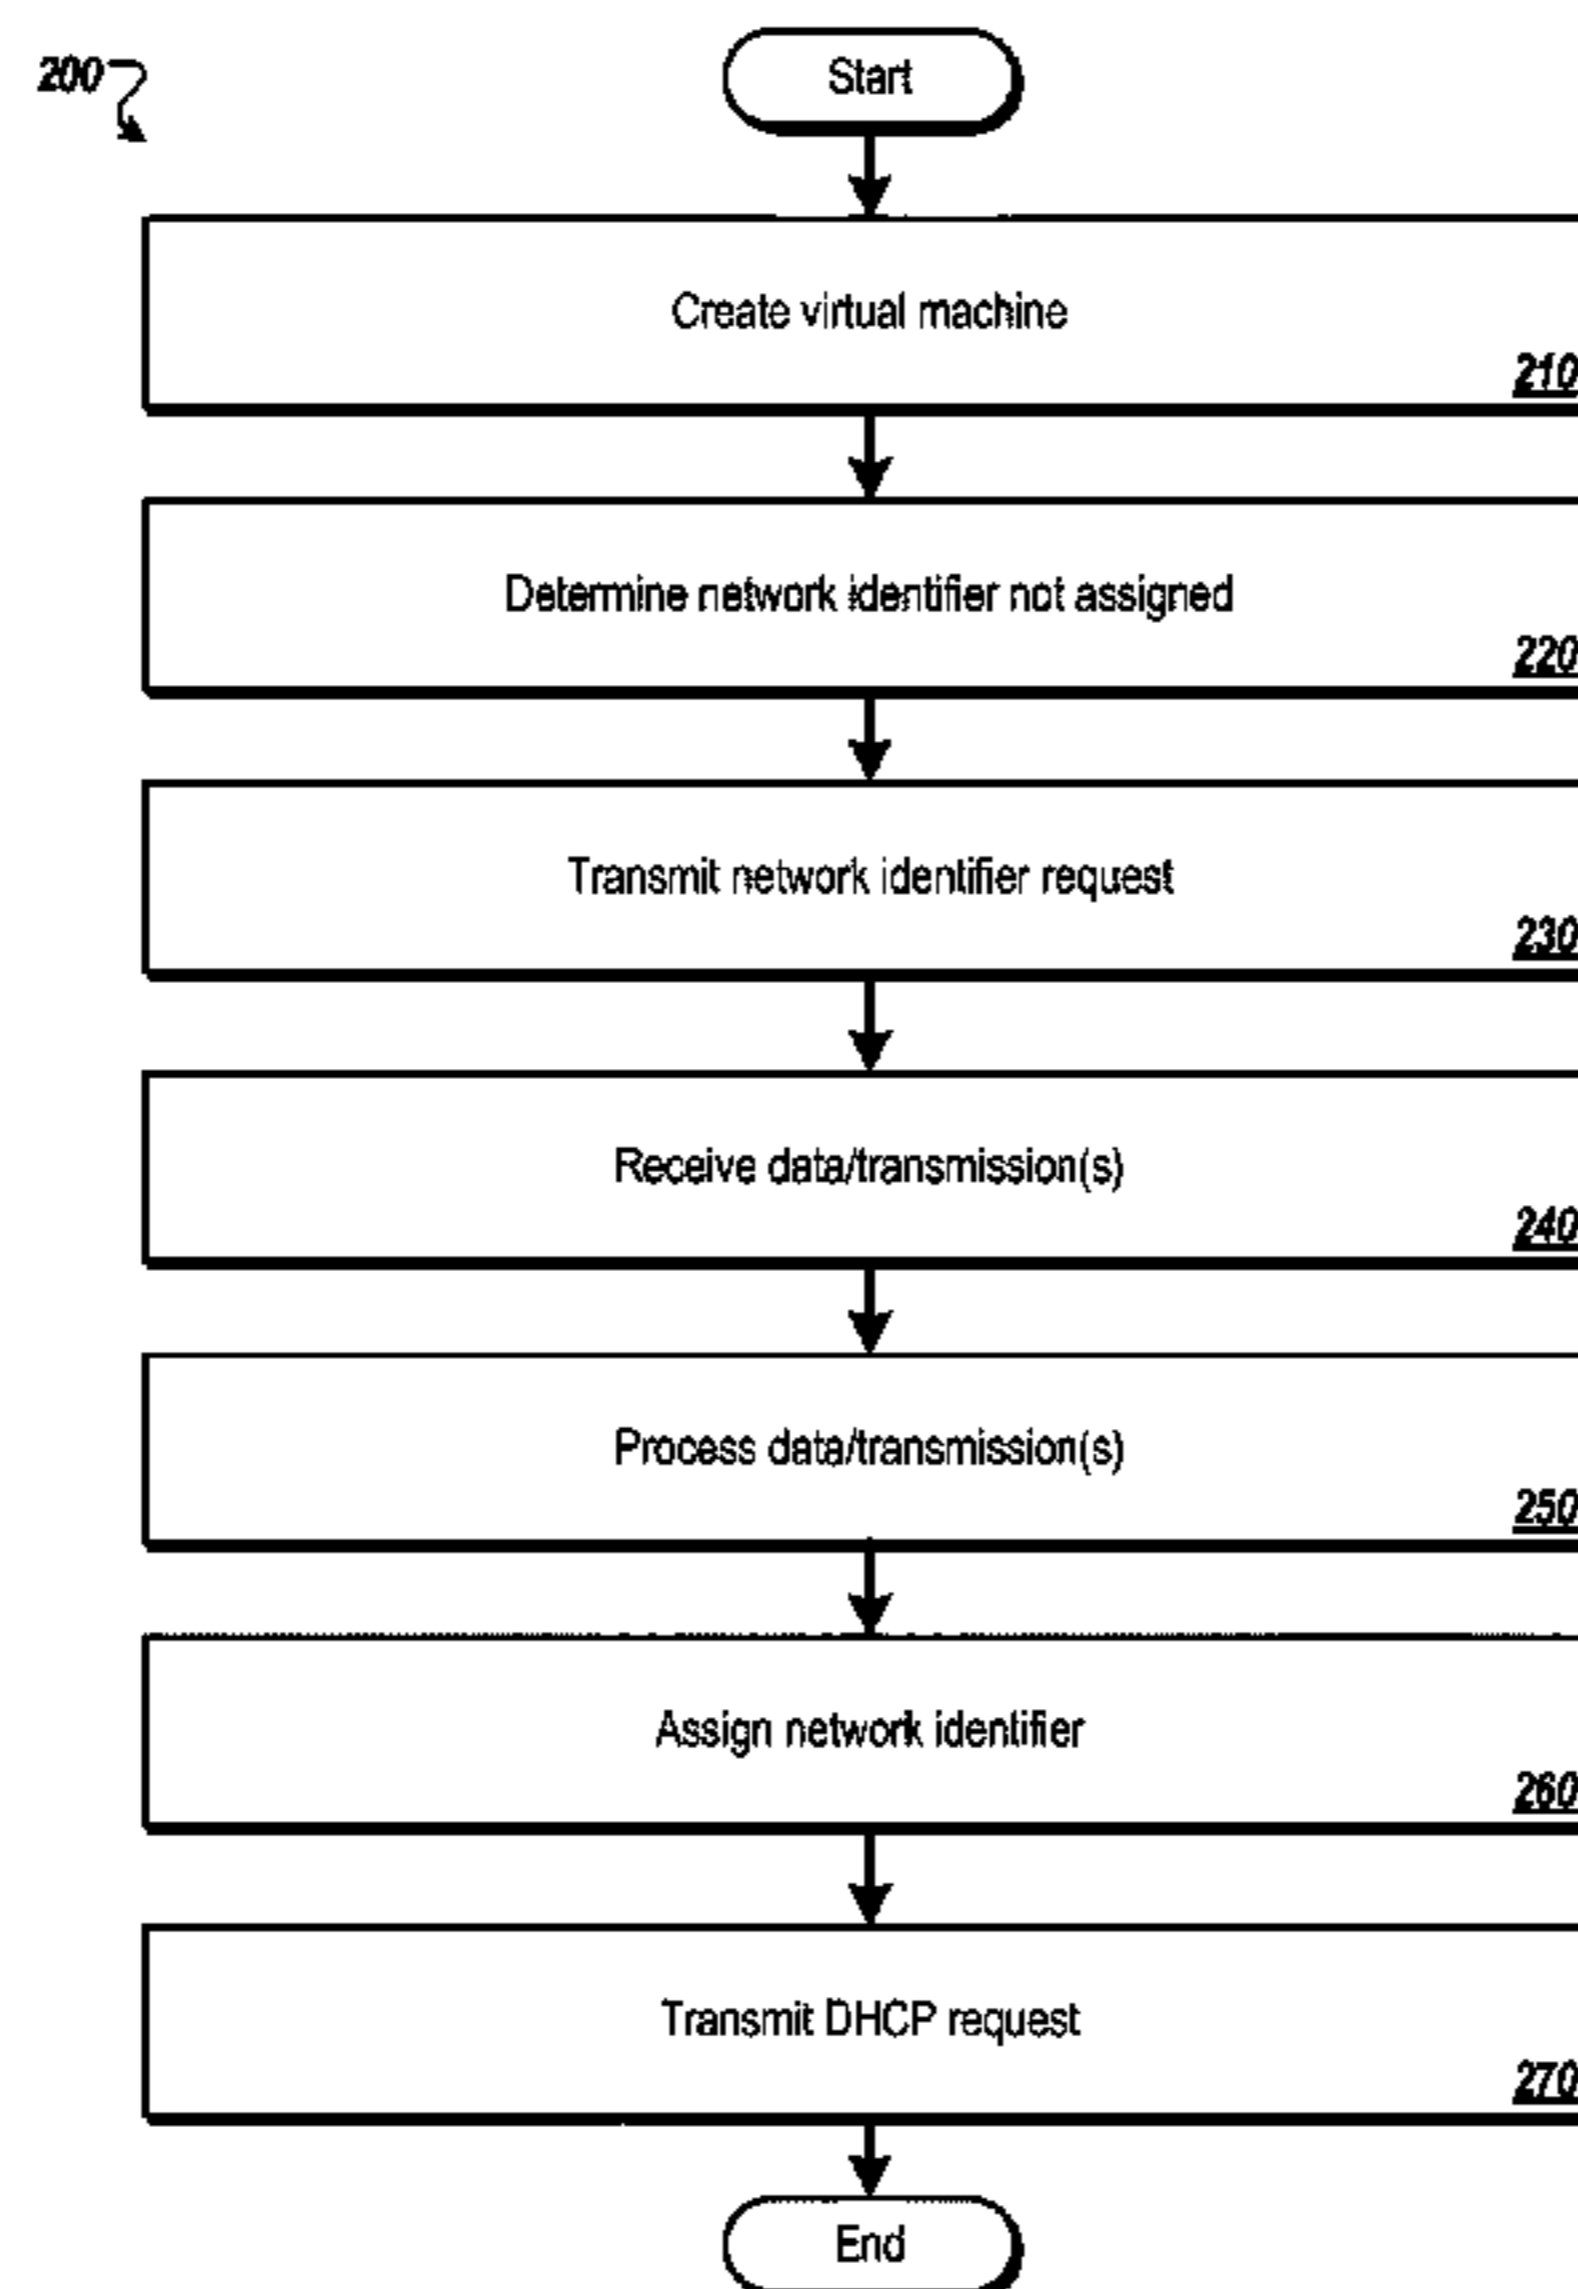 200
Start
Create virtual machine
210
Determine network identifier not assigned
220
Transmit network identifier request
230
Receive data/transmission(s)
240
Process data/transmission(s)
250
Assign network identifier
260
Transmit DHCP request
270
End